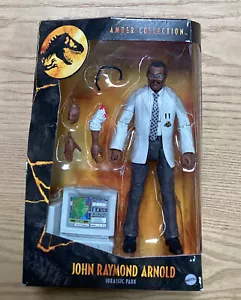 AMBER COLLECTION
JOHN RAYMOND ARNOLD
JURASSIC PARK